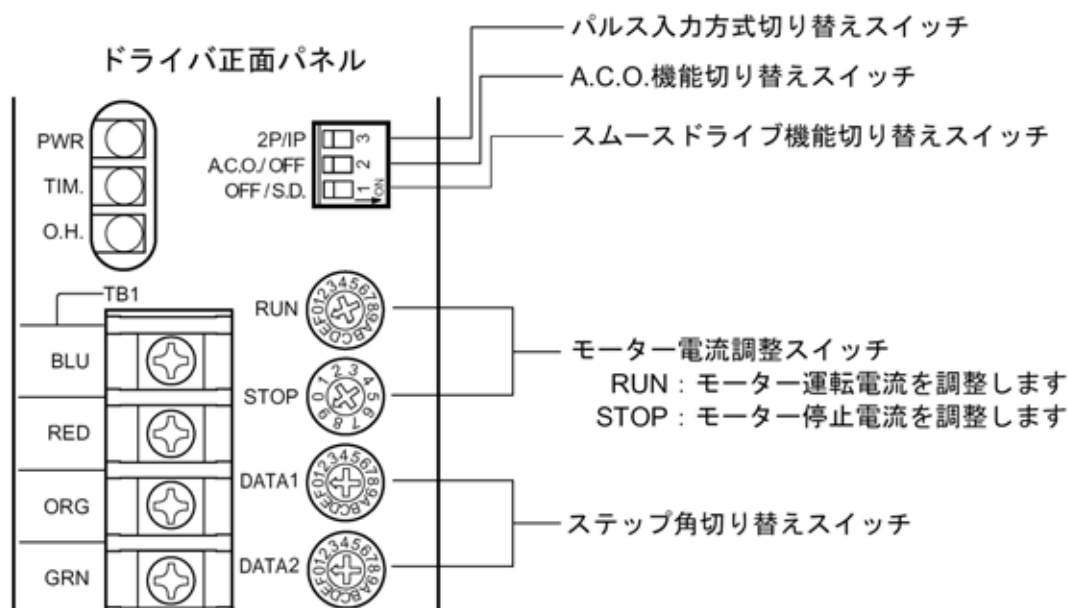 ドライバ正面パネル
パルス入力方式切り替えスイッチ
A.C.O.機能切り替えスイッチ
スムースドライブ機能切り替えスイッチ
PWR
TIM.
O.H.
2P/IP
A.C.O./OFF
OFF/S.D.
3
2
1
ON
TB1
BLU
RED
ORG
GRN
RUN
0123456789ABCDEF
STOP
0123456789
DATA1
0123456789ABCDEF
DATA2
0123456789ABCDEF
モーター電流調整スイッチ
RUN：モーター運転電流を調整します
STOP：モーター停止電流を調整します
ステップ角切り替えスイッチ